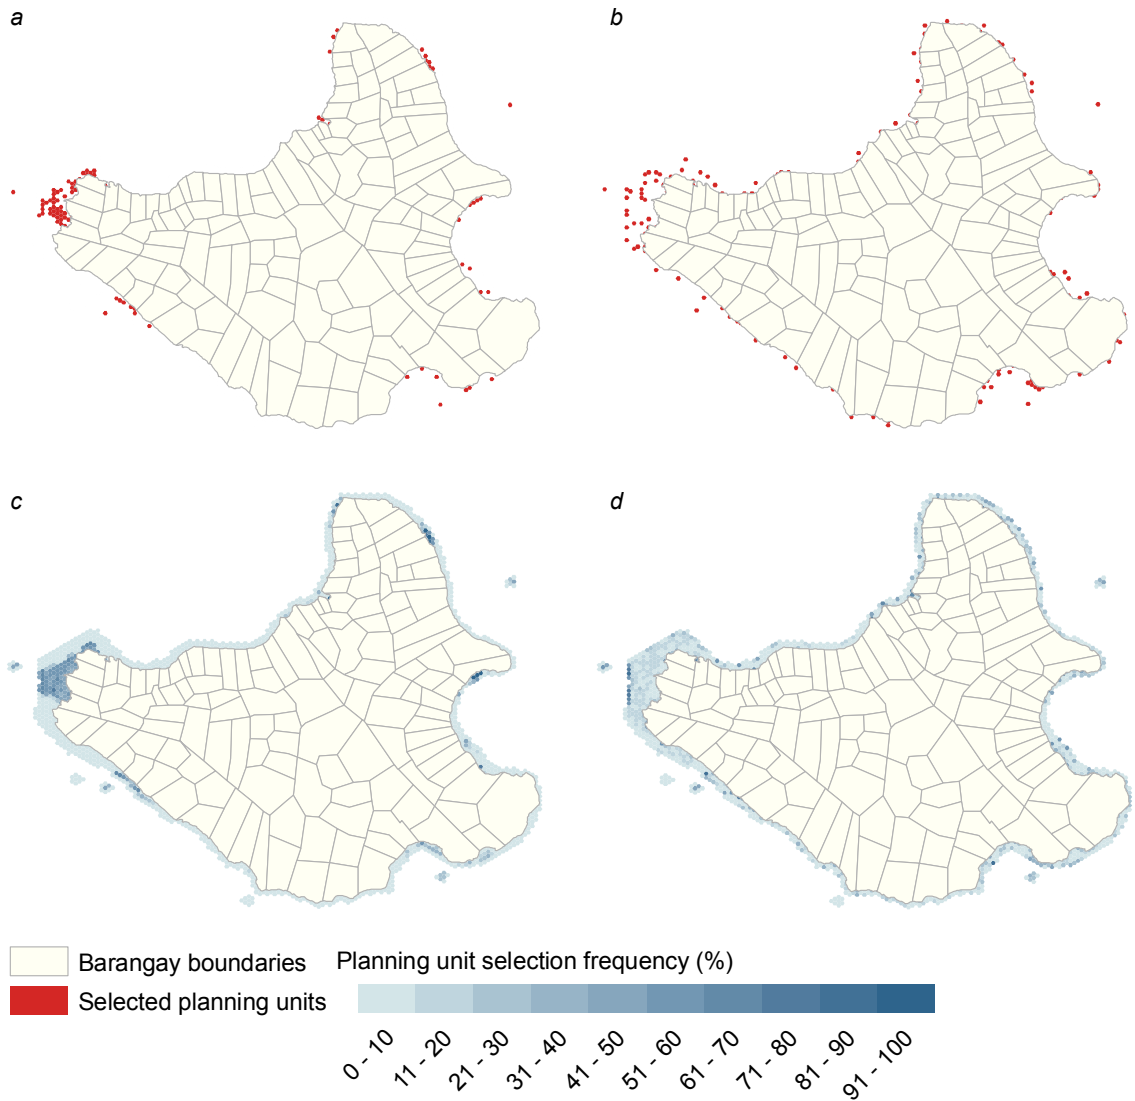 a
b
c
d
Barangay boundaries
Planning unit selection frequency (%)
Selected planning units
0 - 10
11 - 20
21 - 30
31 - 40
41 - 50
51 - 60
61 - 70
71 - 80
81 - 90
91 - 100